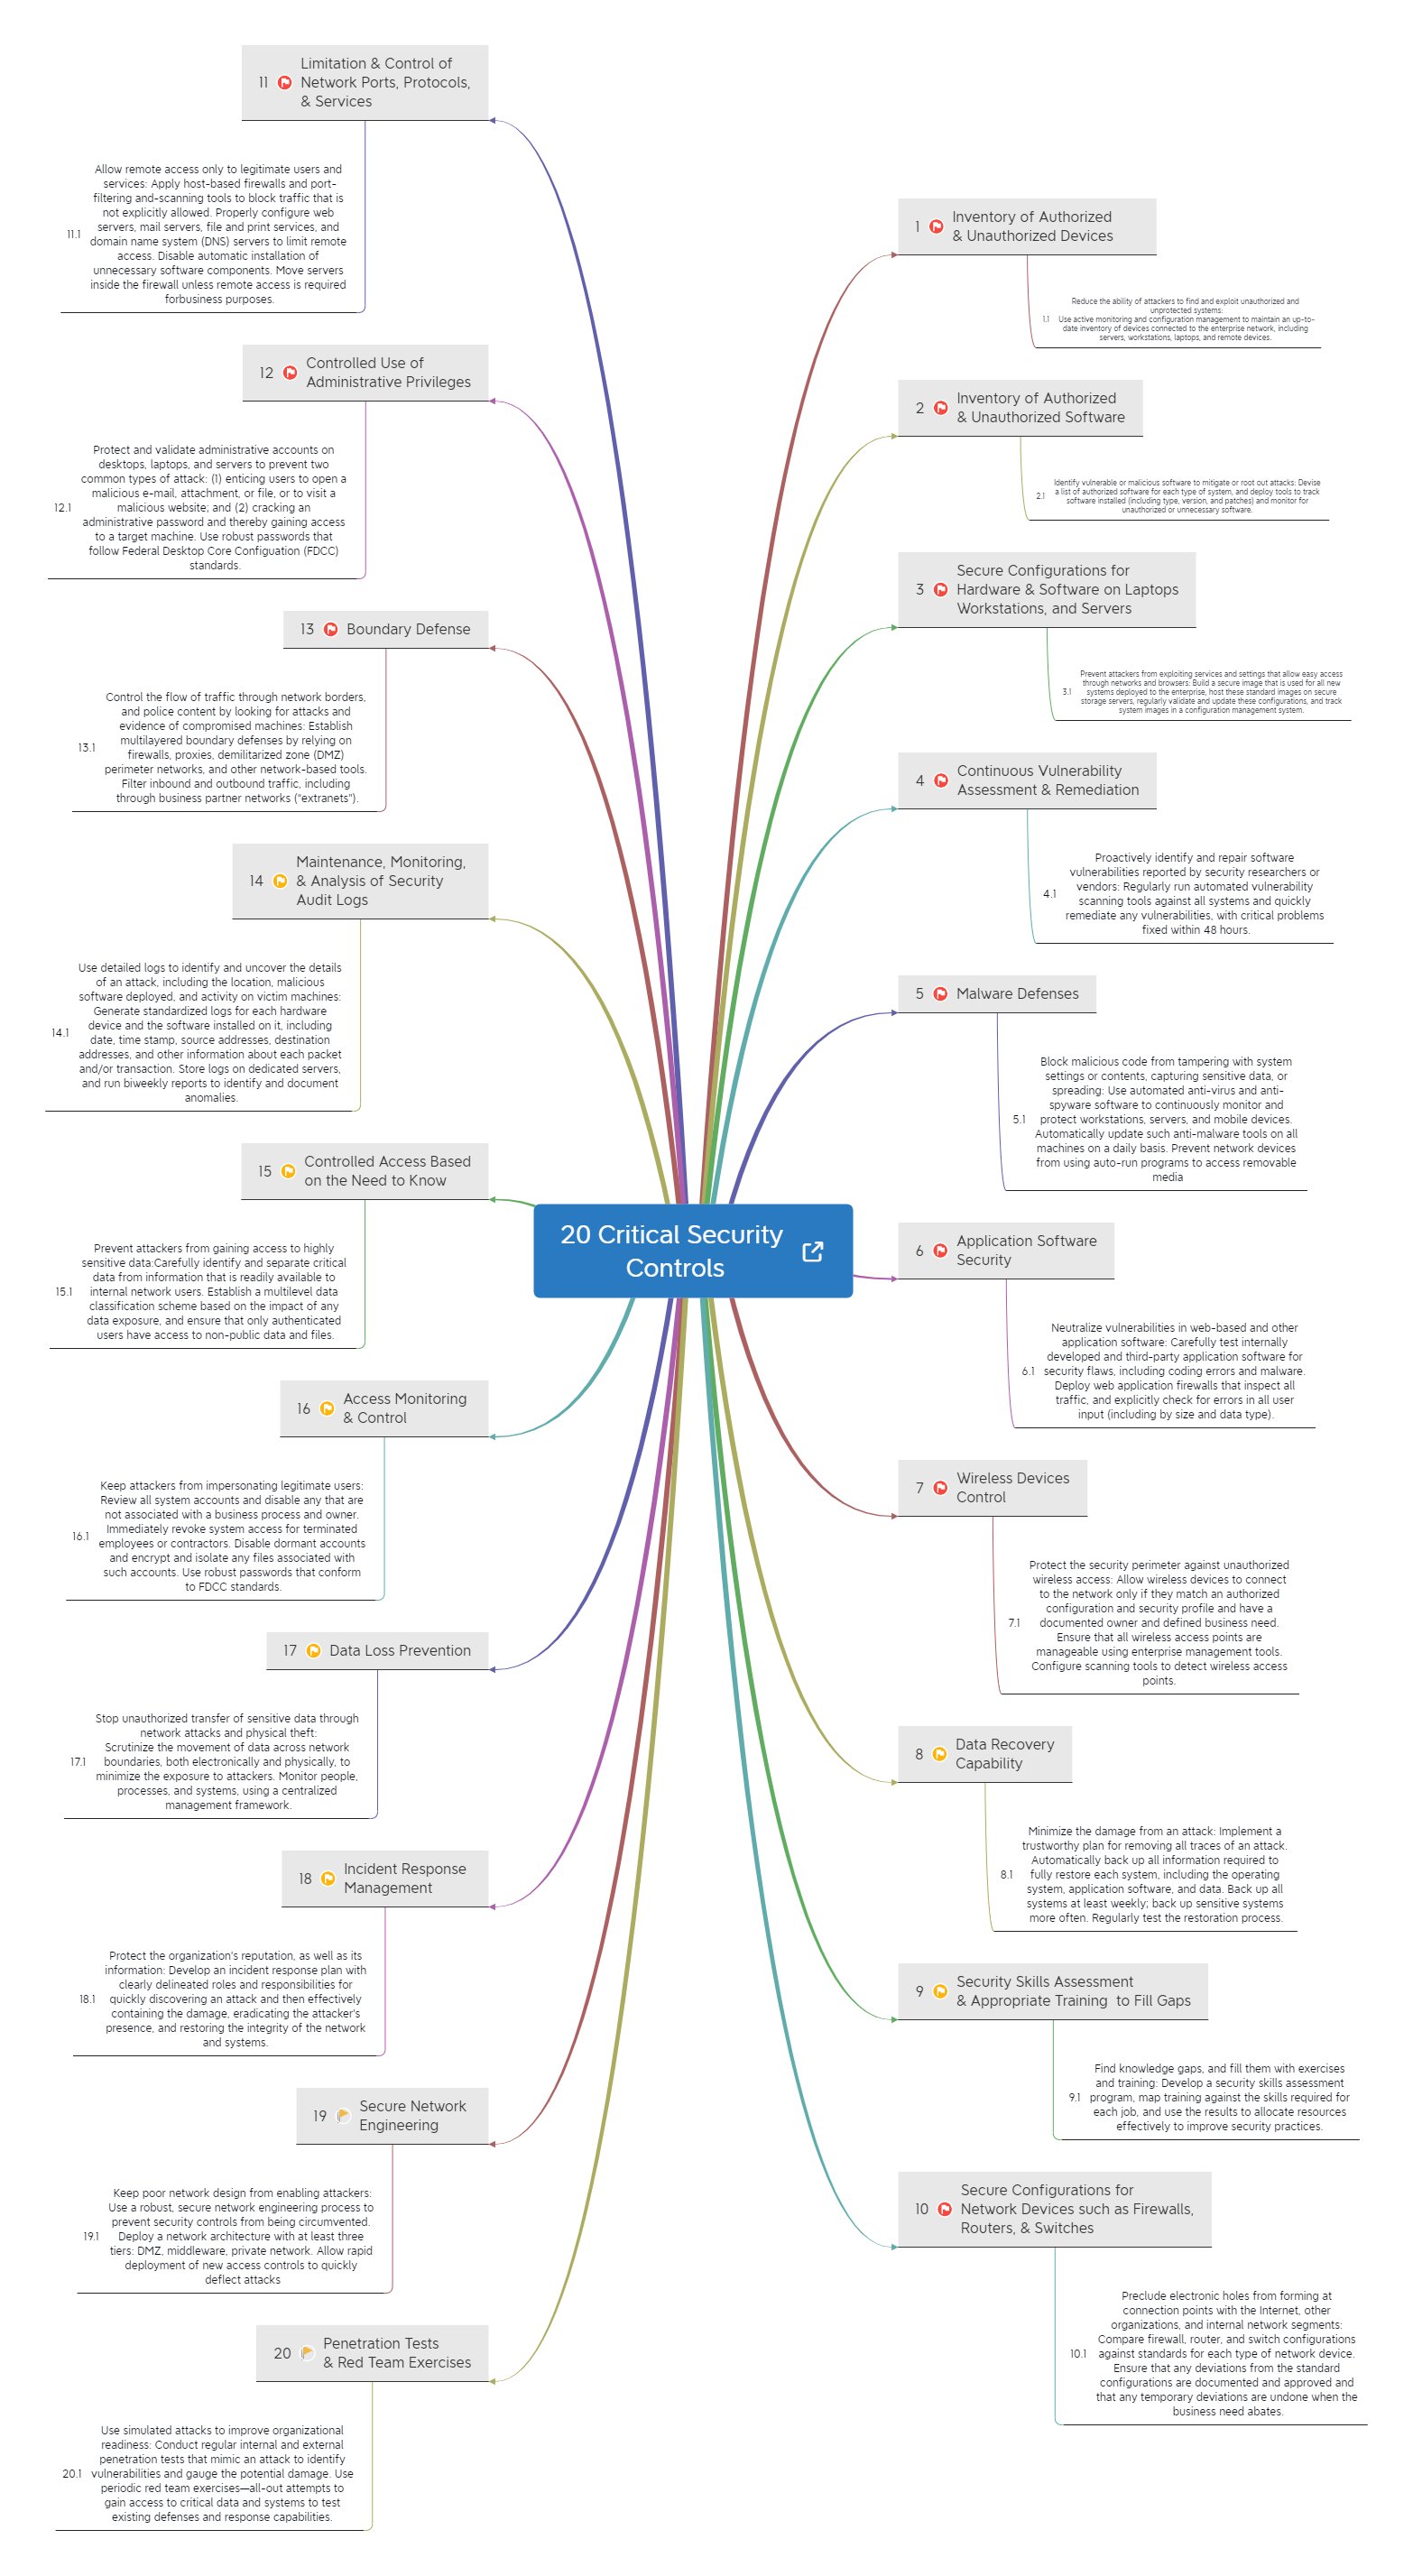 20 Critical Security
Controls
1
Inventory of Authorized
& Unauthorized Devices
Reduce the ability of attackers to find and exploit unauthorized and
unprotected systems:
1.1 Use active monitoring and configuration management to maintain an up-to-
date inventory of devices connected to the enterprise network, including
servers, workstations, laptops, and remote devices.
2
Inventory of Authorized
& Unauthorized Software
Identify vulnerable or malicious software to mitigate or root out attacks: Devise
a list of authorized software for each type of system, and deploy tools to track
2.1
software installed (including type, version, and patches) and monitor for
unauthorized or unnecessary software.
Secure Configurations for
3 Hardware & Software on Laptops
Workstations, and Servers
Prevent attackers from exploiting services and settings that allow easy access
through networks and browsers: Build a secure image that is used for all new
3.1 systems deployed to the enterprise, host these standard images on secure
storage servers, regularly validate and update these configurations, and track
system images in a configuration management system.
4
Continuous Vulnerability
Assessment & Remediation
Proactively identify and repair software
vulnerabilities reported by security researchers or
vendors: Regularly run automated vulnerability
4.1
scanning tools against all systems and quickly
remediate any vulnerabilities, with critical problems
fixed within 48 hours.
5 Malware Defenses
Block malicious code from tampering with system
settings or contents, capturing sensitive data, or
spreading: Use automated anti-virus and anti-
spyware software to continuously monitor and
5.1 protect workstations, servers, and mobile devices.
Automatically update such anti-malware tools on all
machines on a daily basis. Prevent network devices
from using auto-run programs to access removable
media
6
Application Software
Security
Neutralize vulnerabilities in web-based and other
application software: Carefully test internally
developed and third-party application software for
6.1 security flaws, including coding errors and malware.
Deploy web application firewalls that inspect all
traffic, and explicitly check for errors in all user
input (including by size and data type).
7
Wireless Devices
Control
Protect the security perimeter against unauthorized
wireless access: Allow wireless devices to connect
to the network only if they match an authorized
configuration and security profile and have a
7.1 documented owner and defined business need.
Ensure that all wireless access points are
manageable using enterprise management tools.
Configure scanning tools to detect wireless access
points.
8
Data Recovery
Capability
Minimize the damage from an attack: Implement a
trustworthy plan for removing all traces of an attack.
Automatically back up all information required to
8.1 fully restore each system, including the operating
system, application software, and data. Back up all
systems at least weekly; back up sensitive systems
more often. Regularly test the restoration process.
9
Security Skills Assessment
& Appropriate Training  to Fill Gaps
Find knowledge gaps, and fill them with exercises
and training: Develop a security skills assessment
9.1 program, map training against the skills required for
each job, and use the results to allocate resources
effectively to improve security practices.
Secure Configurations for
10 Network Devices such as Firewalls,
Routers, & Switches
Preclude electronic holes from forming at
connection points with the Internet, other
organizations, and internal network segments:
Compare firewall, router, and switch configurations
10.1 against standards for each type of network device.
Ensure that any deviations from the standard
configurations are documented and approved and
that any temporary deviations are undone when the
business need abates.
Limitation & Control of
11 Network Ports, Protocols,
& Services
Allow remote access only to legitimate users and
services: Apply host-based firewalls and port-
filtering and-scanning tools to block traffic that is
not explicitly allowed. Properly configure web
servers, mail servers, file and print services, and
11.1
domain name system (DNS) servers to limit remote
access. Disable automatic installation of
unnecessary software components. Move servers
inside the firewall unless remote access is required
forbusiness purposes.
12
Controlled Use of
Administrative Privileges
Protect and validate administrative accounts on
desktops, laptops, and servers to prevent two
common types of attack: (1) enticing users to open a
malicious e-mail, attachment, or file, or to visit a
12.1 malicious website; and (2) cracking an
administrative password and thereby gaining access
to a target machine. Use robust passwords that
follow Federal Desktop Core Configuation (FDCC)
standards.
13 Boundary Defense
Control the flow of traffic through network borders,
and police content by looking for attacks and
evidence of compromised machines: Establish
multilayered boundary defenses by relying on
13.1
firewalls, proxies, demilitarized zone (DMZ)
perimeter networks, and other network-based tools.
Filter inbound and outbound traffic, including
through business partner networks ("extranets").
Maintenance, Monitoring,
14 & Analysis of Security
Audit Logs
Use detailed logs to identify and uncover the details
of an attack, including the location, malicious
software deployed, and activity on victim machines:
Generate standardized logs for each hardware
device and the software installed on it, including
14.1
date, time stamp, source addresses, destination
addresses, and other information about each packet
and/or transaction. Store logs on dedicated servers,
and run biweekly reports to identify and document
anomalies.
15
Controlled Access Based
on the Need to Know
Prevent attackers from gaining access to highly
sensitive data:Carefully identify and separate critical
data from information that is readily available to
15.1 internal network users. Establish a multilevel data
classification scheme based on the impact of any
data exposure, and ensure that only authenticated
users have access to non-public data and files.
16
Access Monitoring
& Control
Keep attackers from impersonating legitimate users:
Review all system accounts and disable any that are
not associated with a business process and owner.
Immediately revoke system access for terminated
16.1
employees or contractors. Disable dormant accounts
and encrypt and isolate any files associated with
such accounts. Use robust passwords that conform
to FDCC standards.
17 Data Loss Prevention
Stop unauthorized transfer of sensitive data through
network attacks and physical theft:
Scrutinize the movement of data across network
17.1 boundaries, both electronically and physically, to
minimize the exposure to attackers. Monitor people,
processes, and systems, using a centralized
management framework.
18
Incident Response
Management
Protect the organization's reputation, as well as its
information: Develop an incident response plan with
clearly delineated roles and responsibilities for
18.1 quickly discovering an attack and then effectively
containing the damage, eradicating the attacker's
presence, and restoring the integrity of the network
and systems.
19
Secure Network
Engineering
Keep poor network design from enabling attackers:
Use a robust, secure network engineering process to
prevent security controls from being circumvented.
19.1 Deploy a network architecture with at least three
tiers: DMZ, middleware, private network. Allow rapid
deployment of new access controls to quickly
deflect attacks
20
Penetration Tests
& Red Team Exercises
Use simulated attacks to improve organizational
readiness: Conduct regular internal and external
penetration tests that mimic an attack to identify
20.1 vulnerabilities and gauge the potential damage. Use
periodic red team exercises—all-out attempts to
gain access to critical data and systems to test
existing defenses and response capabilities.